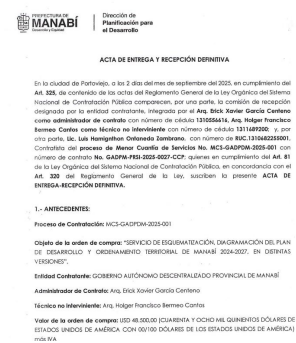 PREFECTURA DE
MANABÍ
Dirección de
Planificación para
el Desarrollo
ACTA DE ENTREGA Y RECEPCIÓN DEFINITIVA
En la ciudad de Portoviejo, a los 2 días del mes de septiembre del 2025, en cumplimiento del
Art. 325, de contenido de las actas del Reglamento General de la Ley Orgánica del Sistema
Nacional de Contratación Pública comparecen, por una parte, la comisión de recepción
designada por la entidad contratante, integrada por el Arq. Erick Xavier García Centeno
como administrador de contrato con número de cédula 1310556616, Arq. Holger Francisco
Bermeo Cantos como técnico no interviniente con número de cédula 1311689200; y, por
otra parte, Lic. Luis Hamigthon Ontaneda Zambrano, con número de RUC.1310682255001.
Contratista del proceso de Menor Cuantía de Servicios No. MCS-GADPDM-2025-001 con
número de contrato No. GADPM-PRSI-2025-0027-CCP; quienes en cumplimiento del Art. 81
de la Ley Orgánica del Sistema Nacional de Contratación Pública, en concordancia con el
Art. 320 del Reglamento General de la Ley, suscriben la presente ACTA DE
ENTREGA-RECEPCIÓN DEFINITIVA.
1.- ANTECEDENTES:
Proceso de Contratación: MCS-GADPDM-2025-001
Objeto de la orden de compra: "SERVICIO DE ESQUEMATIZACIÓN, DIAGRAMACIÓN DEL PLAN
DE DESARROLLO Y ORDENAMIENTO TERRITORIAL DE MANABÍ 2024-2027, EN DISTINTAS
VERSIONES".
Entidad Contratante: GOBIERNO AUTÓNOMO DESCENTRALIZADO PROVINCIAL DE MANABÍ
Administrador de Contrato: Arq. Erick Xavier García Centeno
Técnico no interviniente: Arq. Holger Francisco Bermeo Cantos
Valor de la orden de compra: USD 48.500,00 (CUARENTA Y OCHO MIL QUINIENTOS DÓLARES DE
ESTADOS UNIDOS DE AMÉRICA CON 00/100 DÓLARES DE LOS ESTADOS UNIDOS DE AMÉRICA)
más IVA